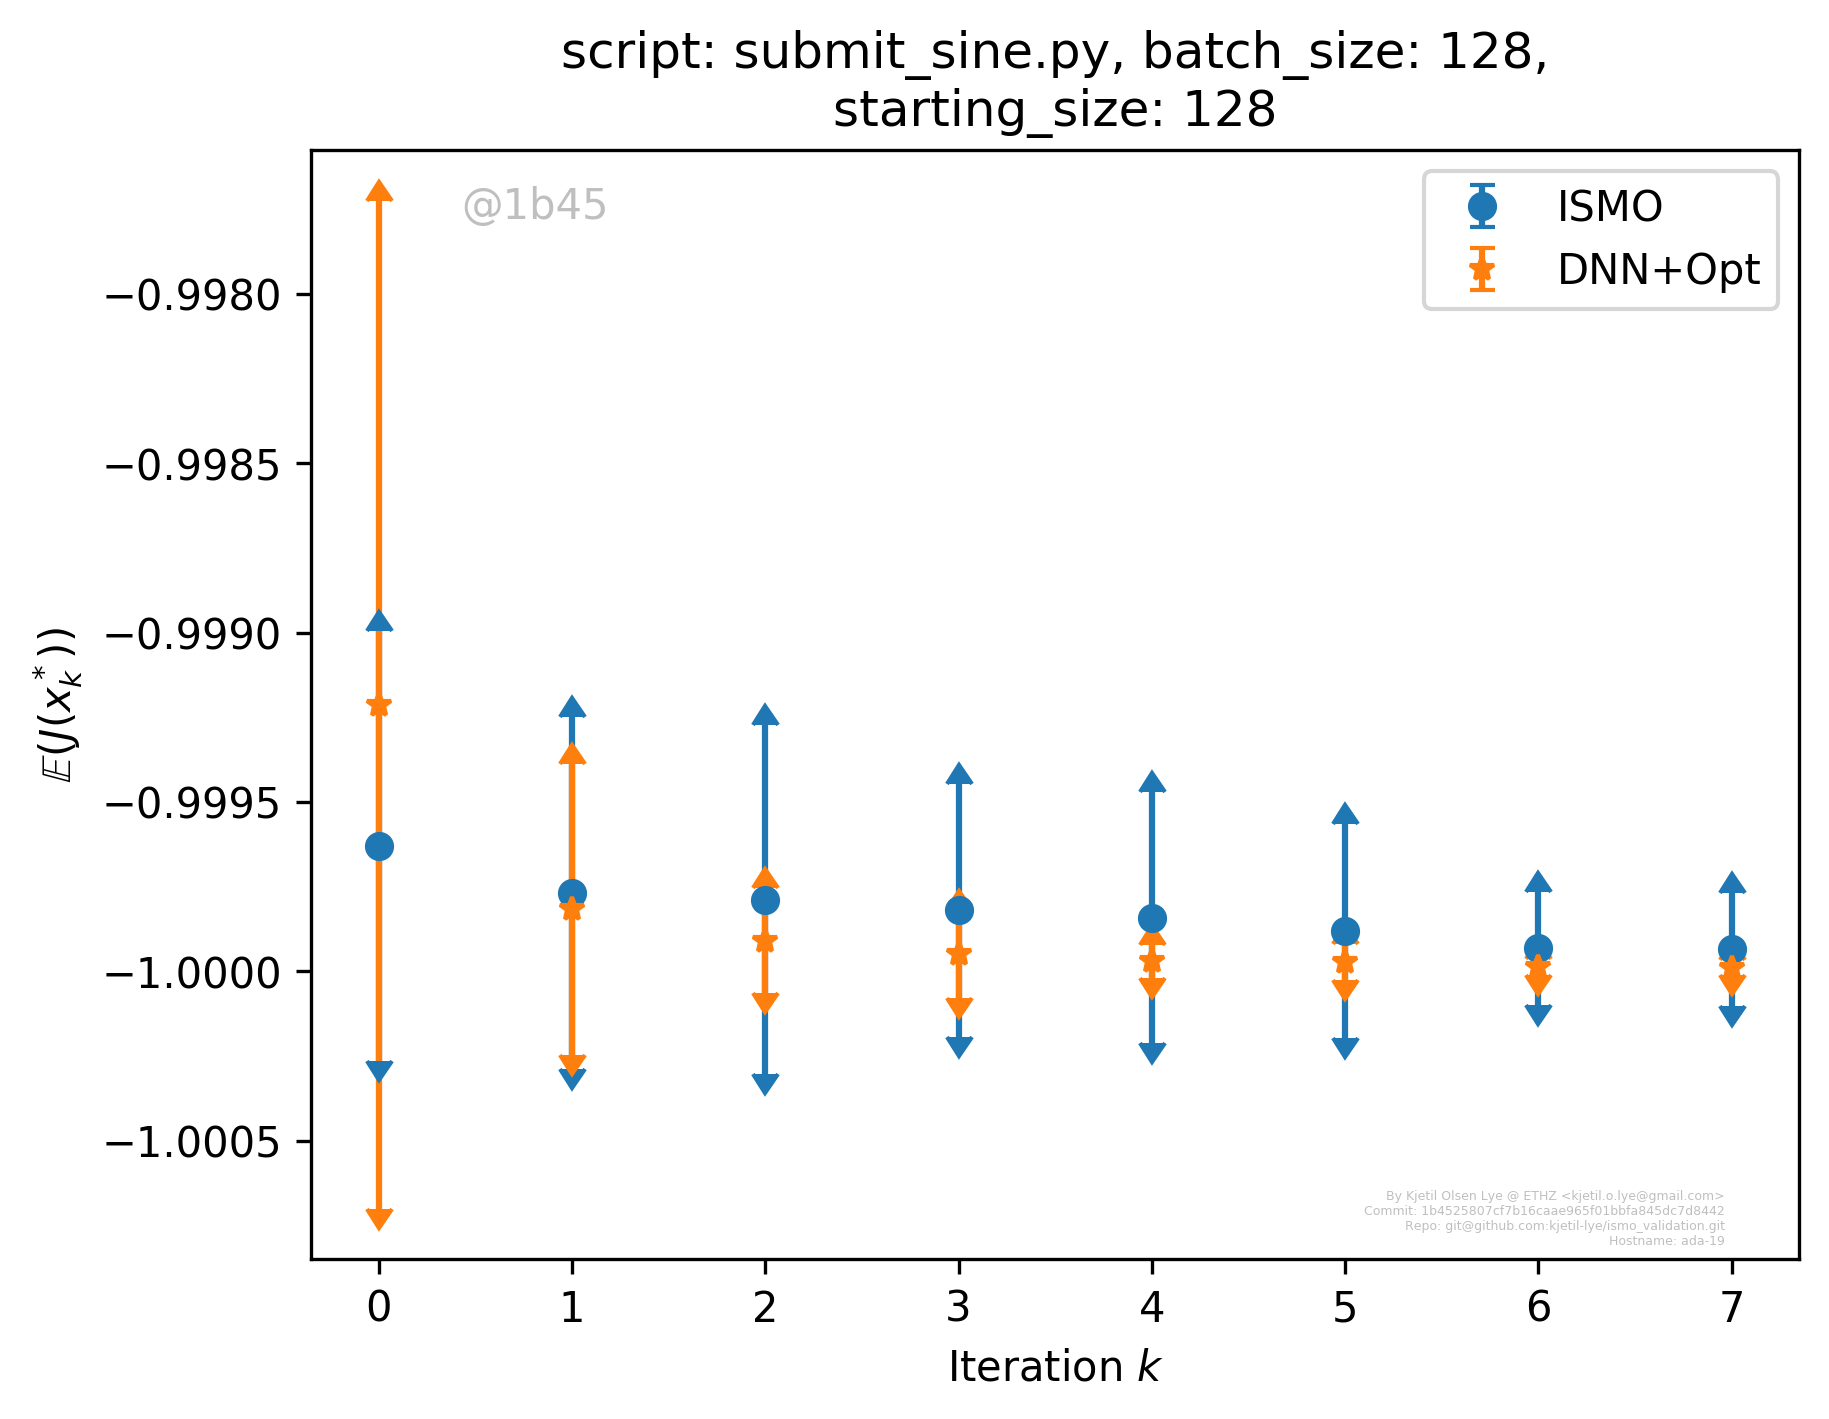 script: submit_sine.py, batch_size: 128,
starting_size: 128
@1b45
ISMO
DNN+Opt
−0.9980
−0.9985
−0.9990
−0.9995
−1.0000
−1.0005
𝔼(J(x*k))
By Kjetil Olsen Lye @ ETHZ <kjetil.o.lye@gmail.com>
Commit: 1b4525807cf7b16caae965f01bbfa845dc7d8442
Repo: git@github.com:kjetil-lye/ismo_validation.git
Hostname: ada-19
0 1 2 3 4 5 6 7
Iteration k